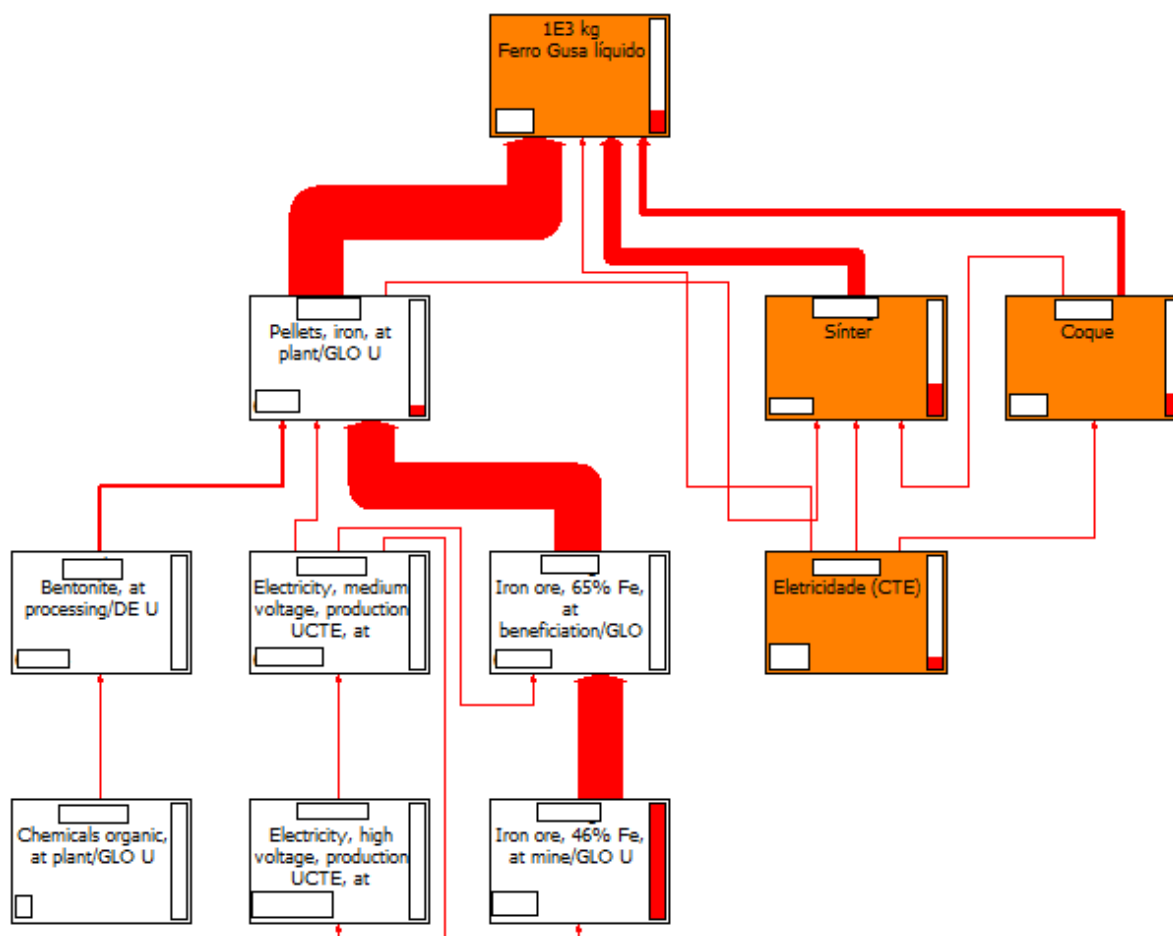 1E3 kg
Ferro Gusa líquido
Pellets, iron, at
plant/GLO U
Sínter
Coque
Bentonite, at
processing/DE U
Electricity, medium
voltage, production
UCTE, at
Iron ore, 65% Fe,
at
beneficiation/GLO
Eletricidade (CTE)
Chemicals organic,
at plant/GLO U
Electricity, high
voltage, production
UCTE, at
Iron ore, 46% Fe,
at mine/GLO U